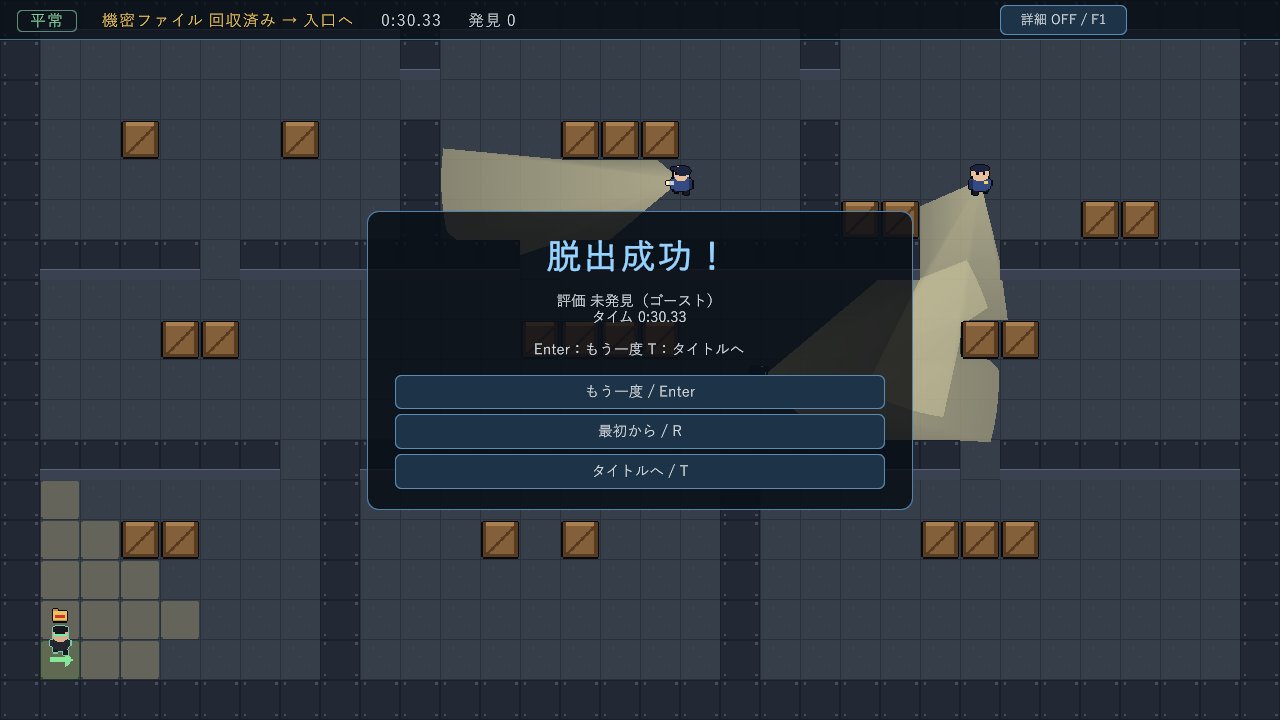 平常 機密ファイル 回収済み → 入口へ 0:30.33 発見 0 詳細 OFF / F1
脱出成功！
評価 未発見（ゴースト）
タイム 0:30.33
Enter：もう一度 T：タイトルへ
もう一度 / Enter
最初から / R
タイトルへ / T